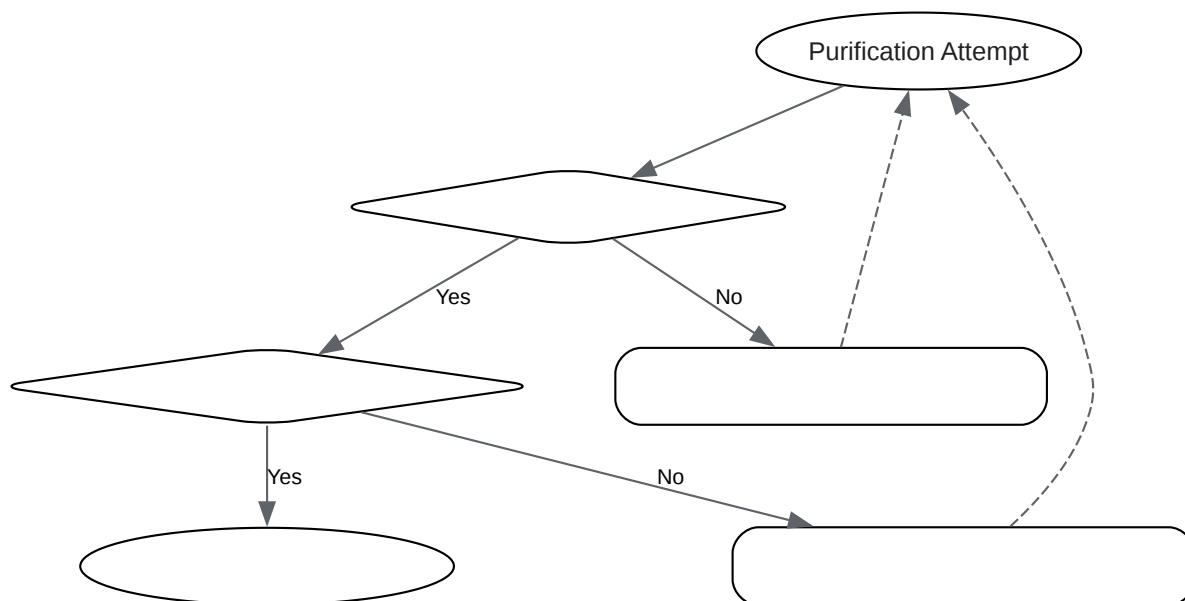 Purification Attempt
Yes
No
Yes
No